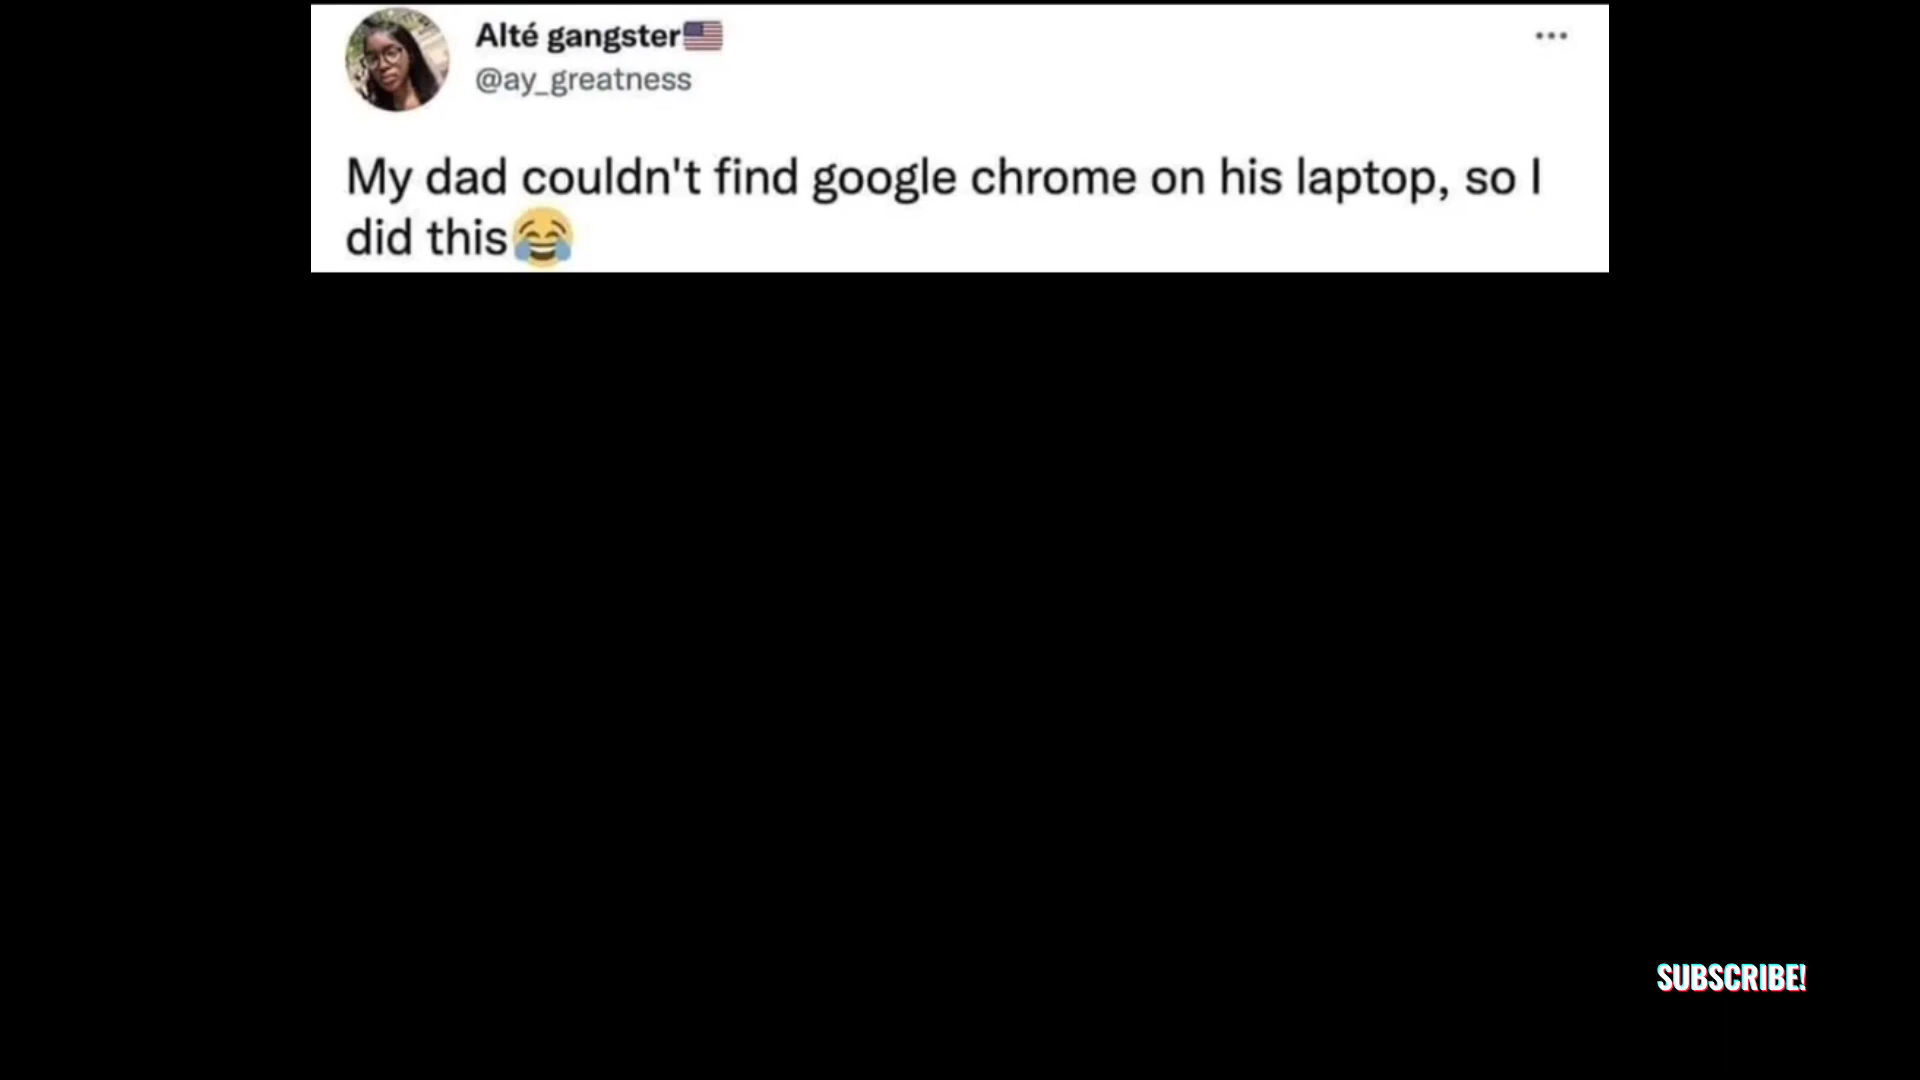 Alté gangster🇺🇸
@ay_greatness
My dad couldn't find google chrome on his laptop, so I
did this😂
SUBSCRIBE!